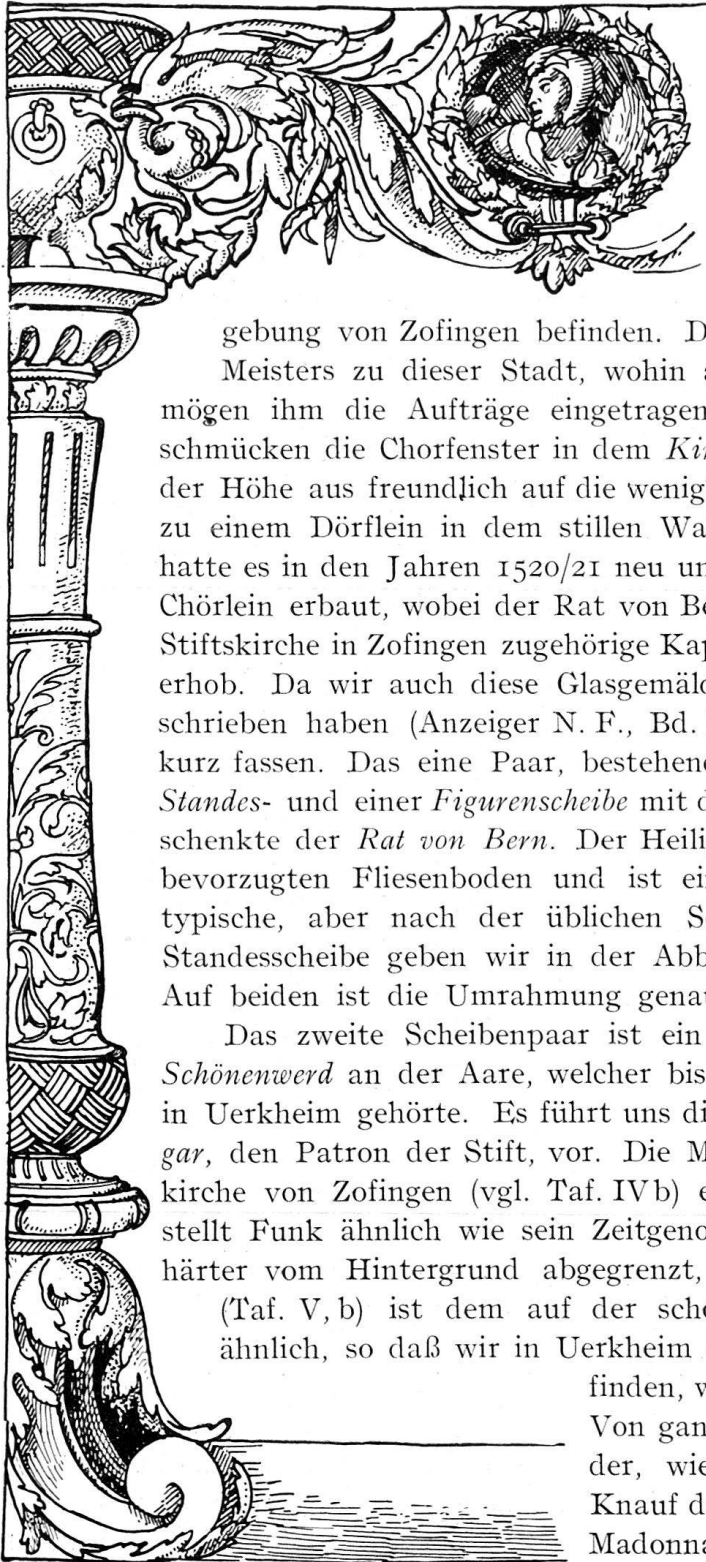 gebung von Zofingen befinden. D
Meisters zu dieser Stadt, wohin a
mögen ihm die Aufträge eingetragen
schmücken die Chorfenster in dem Kir
der Höhe aus freundlich auf die wenig
zu einem Dörflein in dem stillen Wa
hatte es in den Jahren 1520/21 neu un
Chörlein erbaut, wobei der Rat von Be
Stiftskirche in Zofingen zugehörige Kap
erhob. Da wir auch diese Glasgemäld
schrieben haben (Anzeiger N. F., Bd.
kurz fassen. Das eine Paar, bestehend
Standes- und einer Figurenscheibe mit d
schenkte der Rat von Bern. Der Heili
bevorzugten Fliesenboden und ist ei
typische, aber nach der üblichen S
Standesscheibe geben wir in der Abb
Auf beiden ist die Umrahmung genau
Das zweite Scheibenpaar ist ein
Schönenwerd an der Aare, welcher bis
in Uerkheim gehörte. Es führt uns di
gar, den Patron der Stift, vor. Die M
kirche von Zofingen (vgl. Taf. IVb) e
stellt Funk ähnlich wie sein Zeitgeno
härter vom Hintergrund abgegrenzt,
(Taf. V, b) ist dem auf der sche
ähnlich, so daß wir in Uerkheim
finden, w
Von gan
der, wie
Knauf d
Madonna